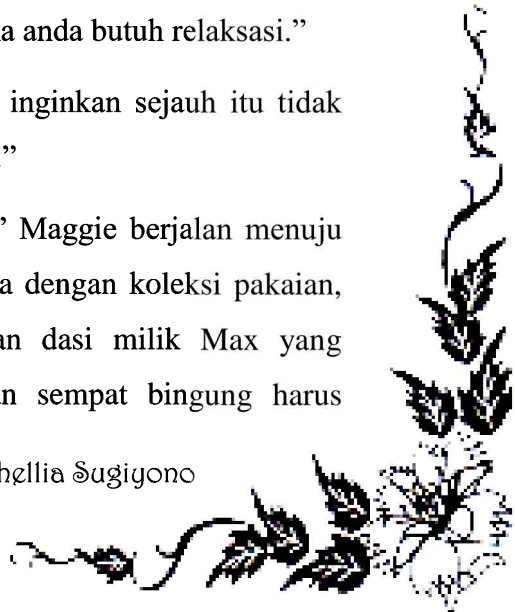 a anda butuh relaksasi.”
inginkan sejauh itu tidak
.”
” Maggie berjalan menuju
a dengan koleksi pakaian,
an dasi milik Max yang
n sempat bingung harus
hellia Sugiyono